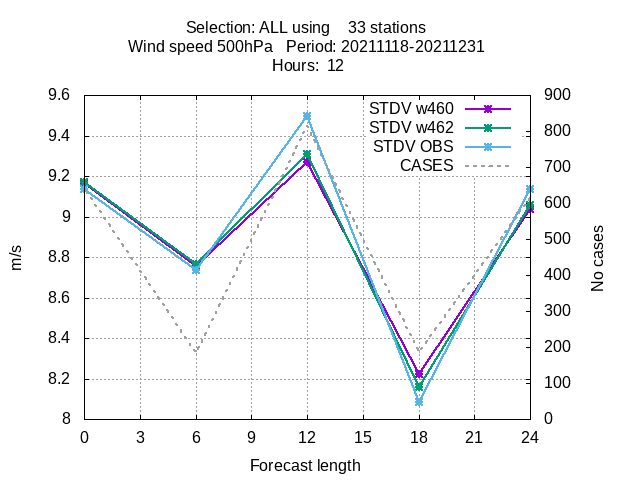 Selection: ALL using    33 stations
Wind speed 500hPa   Period: 20211118-20211231
Hours:  12
9.6
9.4
9.2
9
8.8
8.6
8.4
8.2
8
m/s
900
800
700
600
500
400
300
200
100
0
No cases
STDV w460
STDV w462
STDV OBS
CASES
0 3 6 9 12 15 18 21 24
Forecast length